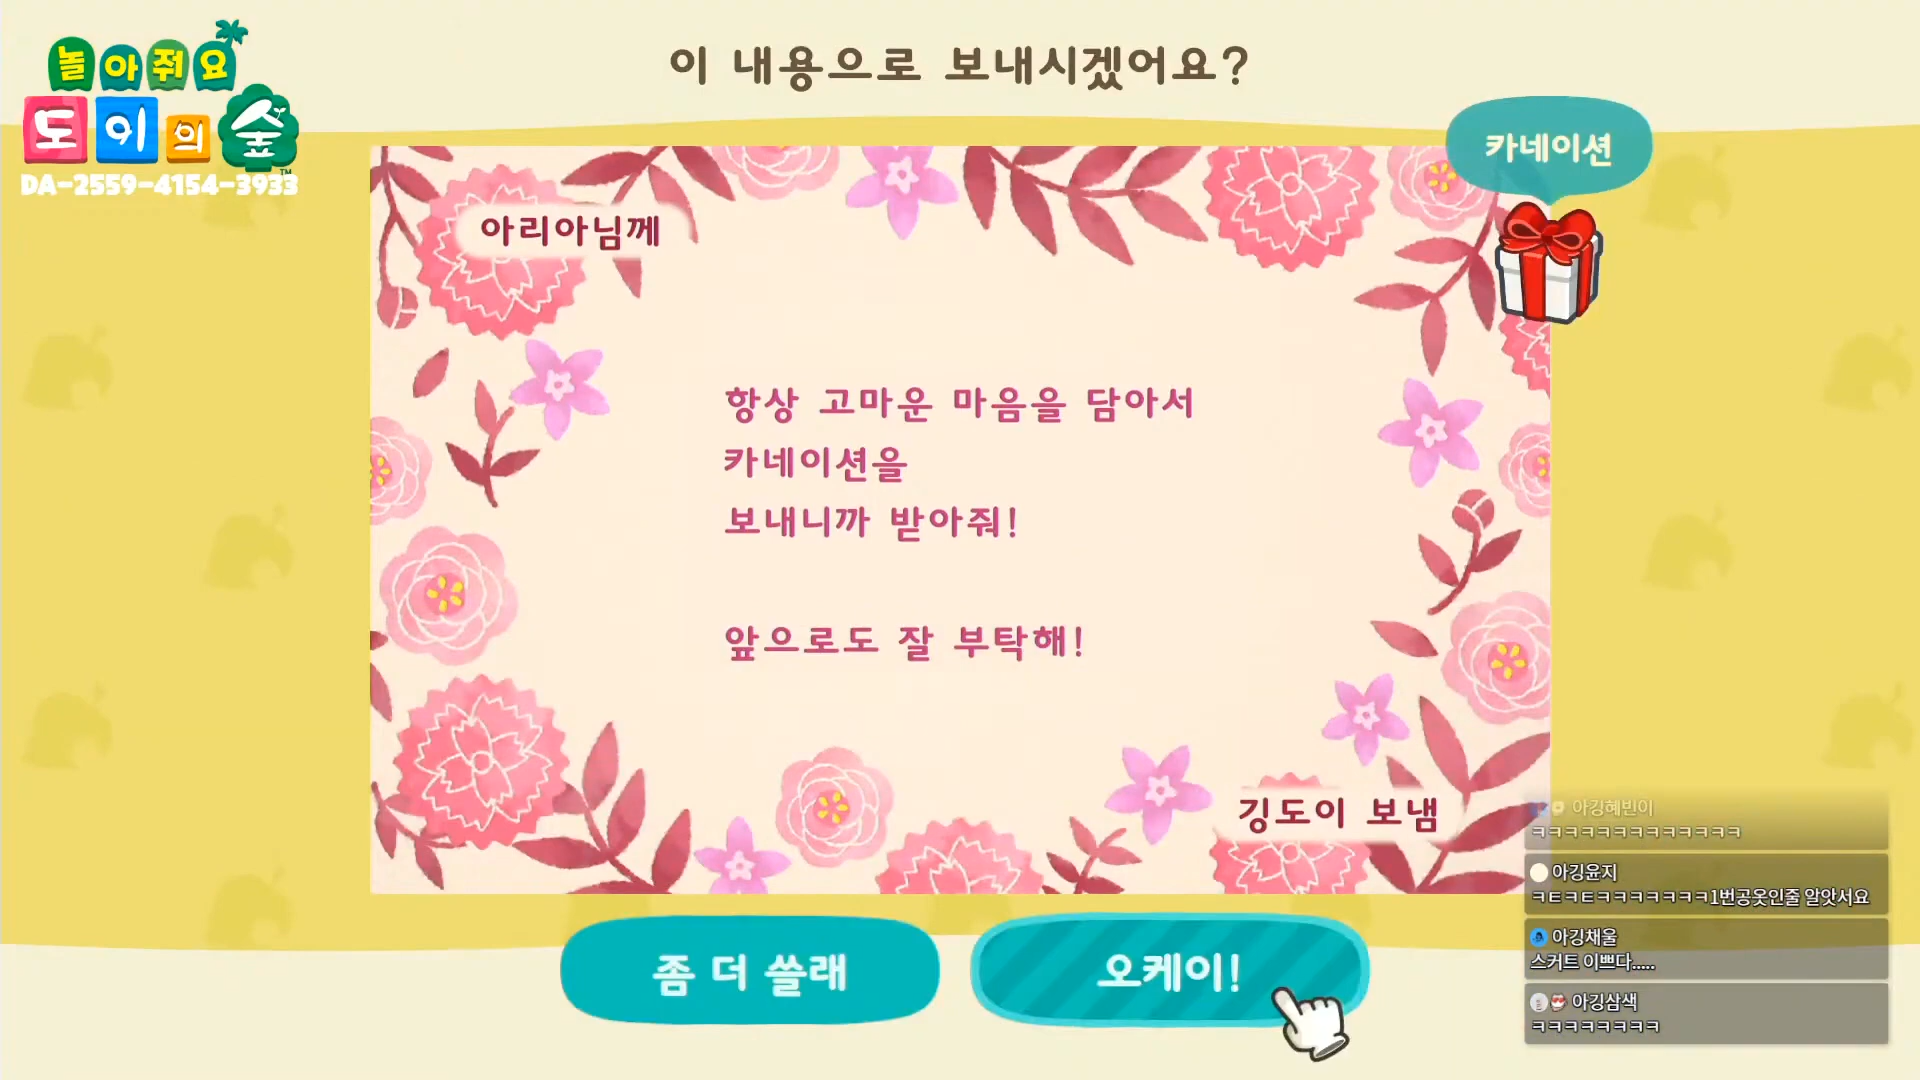 놀아줘요
도이의숲
TM
DA-2559-4154-3933
이 내용으로 보내시겠어요?
카네이션
아리아님께
항상 고마운 마음을 담아서
카네이션을
보내니까 받아줘!
앞으로도 잘 부탁해!
깅도이 보냄
좀 더 쓸래
오케이!
아깅혜빈이
ㅋㅋㅋㅋㅋㅋㅋㅋㅋㅋㅋㅋㅋ
아깅윤지
ㅋㅌㅋㅌㅋㅋㅋㅋㅋㅋㅋ1번공옷인줄 알앗서요
아깅채울
스커트 이쁘다.....
아깅삼색
ㅋㅋㅋㅋㅋㅋㅋㅋ